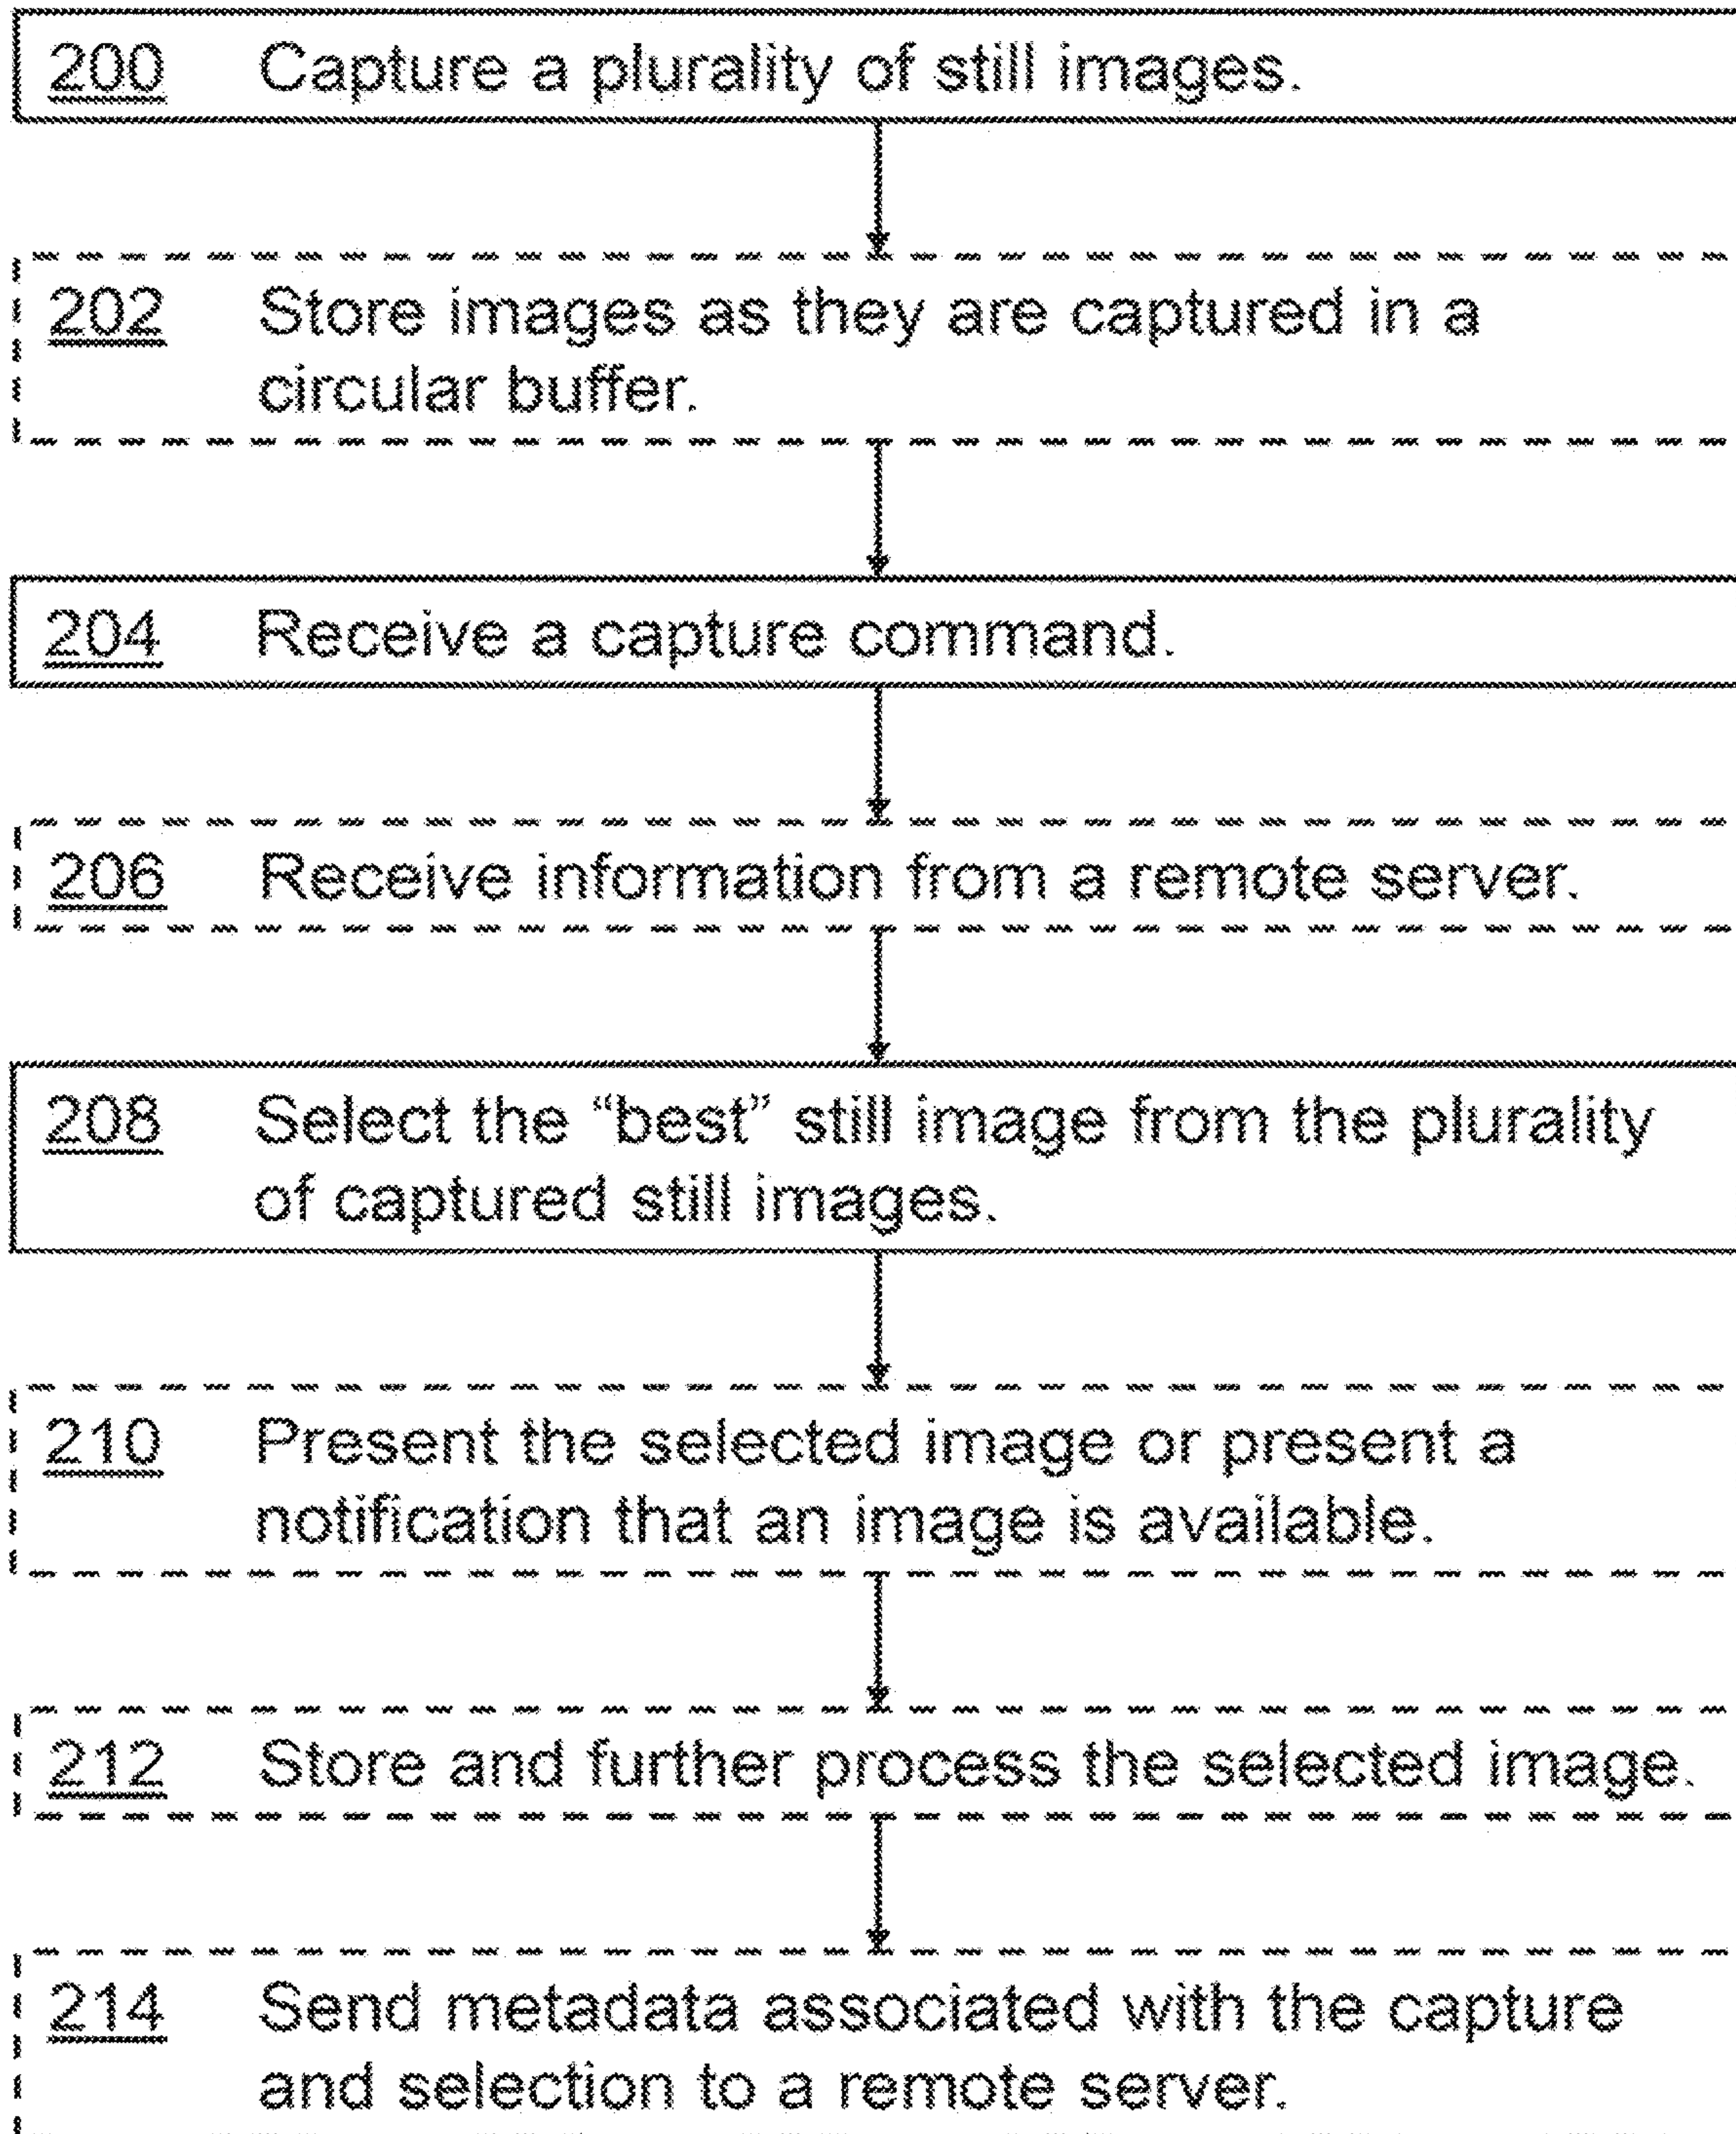 200 Capture a plurality of still images.
202 Store images as they are captured in a
circular buffer.
204 Receive a capture command.
206 Receive information from a remote server.
208 Select the “best” still image from the plurality
of captured still images.
210 Present the selected image or present a
notification that an image is available.
212 Store and further process the selected image.
214 Send metadata associated with the capture
and selection to a remote server.